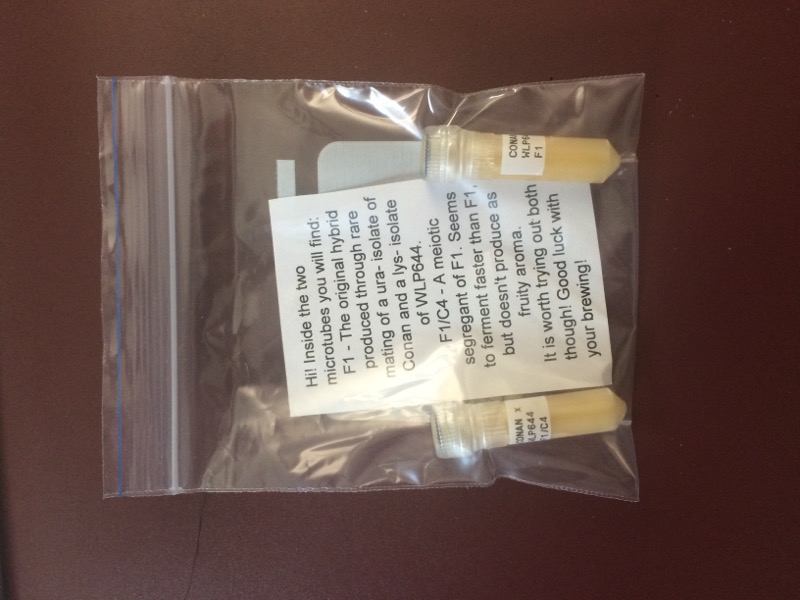 Hi! Inside the two
microtubes you will find:
F1 - The original hybrid
produced through rare
mating of a ura- isolate of
Conan and a lys- isolate
of WLP644.
F1/C4 - A meiotic
segregant of F1. Seems
to ferment faster than F1,
but doesn't produce as
fruity aroma.
It is worth trying out both
though! Good luck with
your brewing!
F1
ONAN x
LP644
1/C4